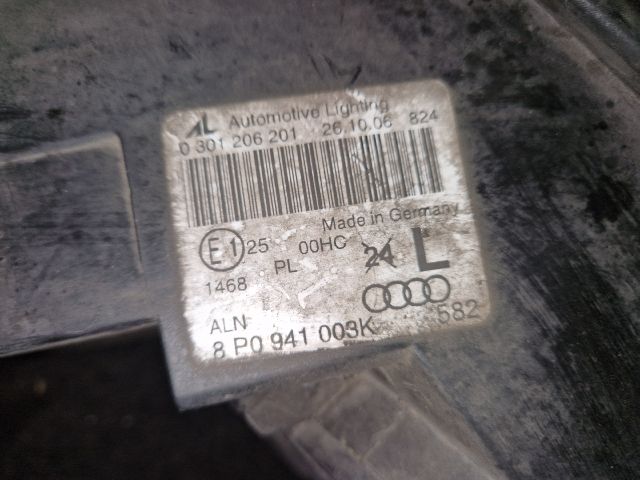 AL Automotive Lighting
0 301 206 201 26.10.06 824
Made in Germany
E1 25 00HC 24 L
PL
1468
ALN 582
8 P0 941 003K